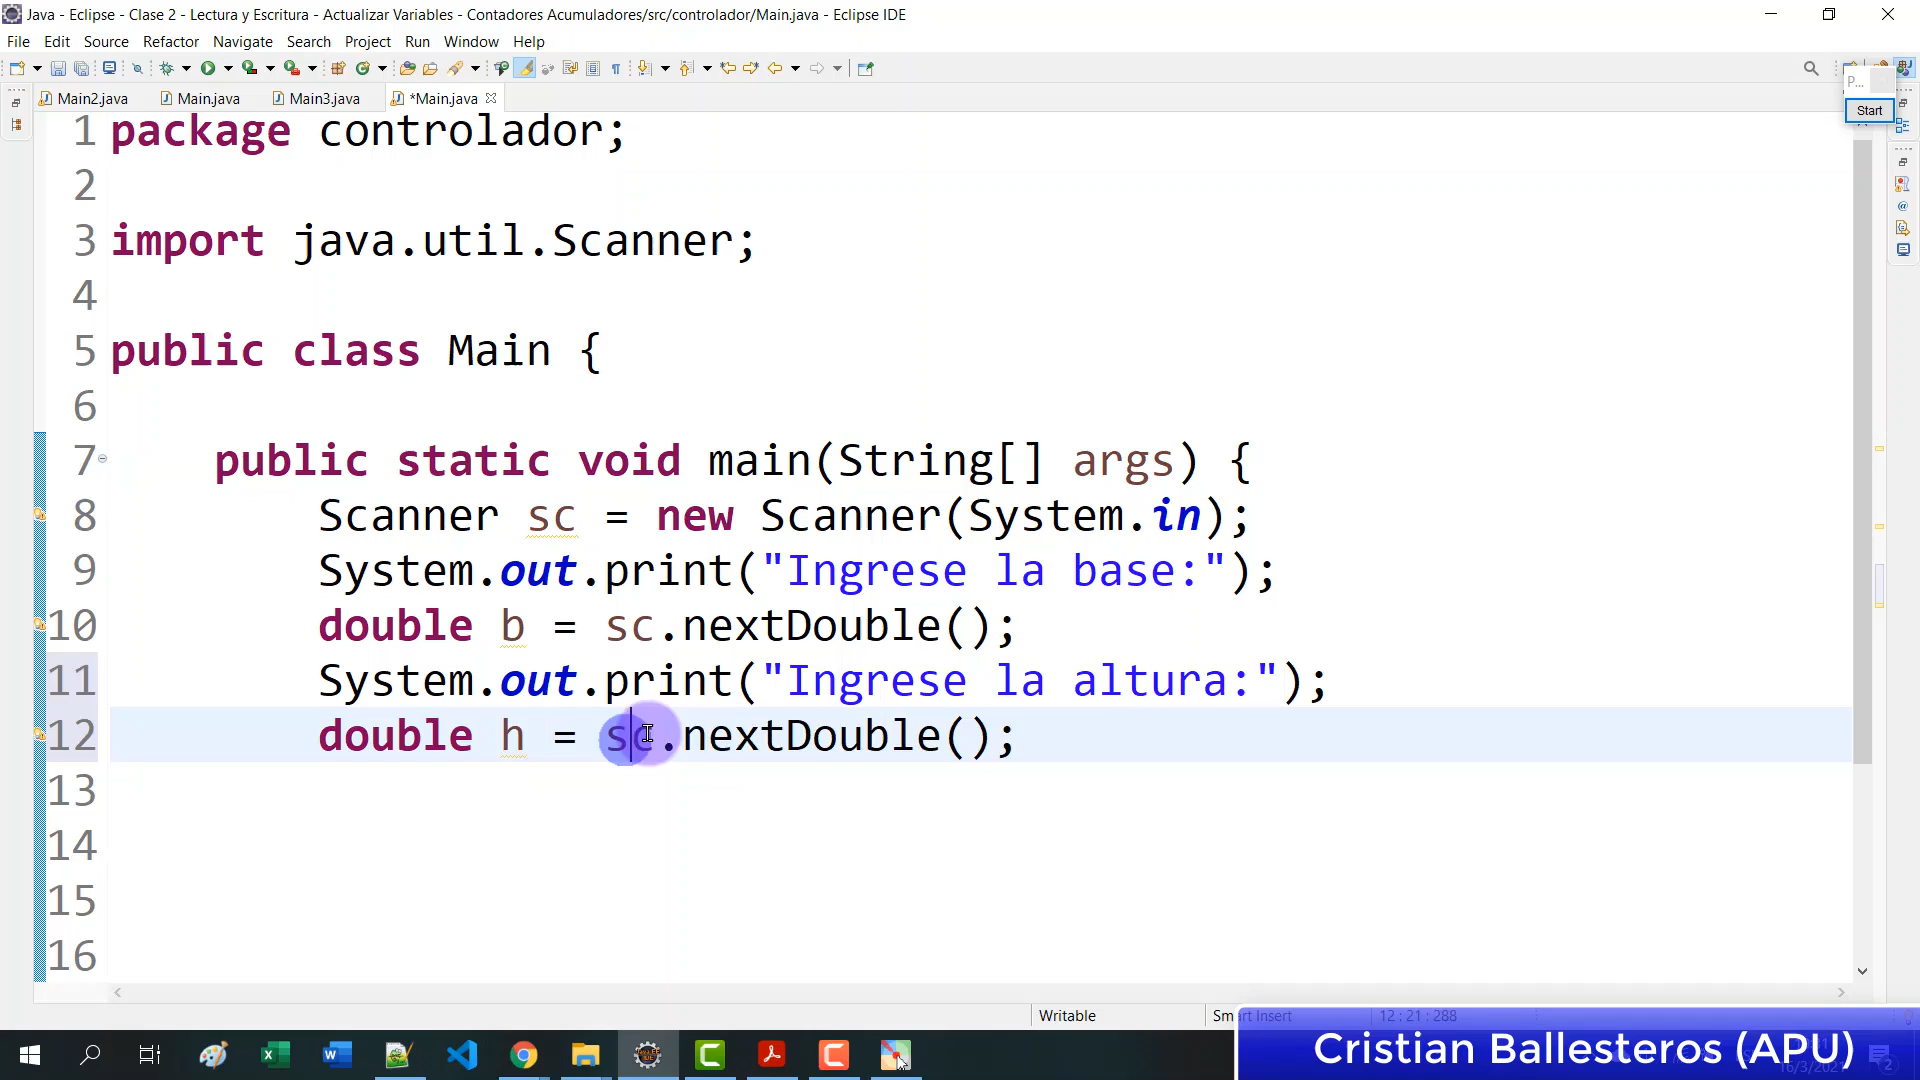 Java - Eclipse - Clase 2 - Lectura y Escritura - Actualizar Variables - Contadores Acumuladores/src/controlador/Main.java - Eclipse IDE
File Edit Source Refactor Navigate Search Project Run Window Help
P...
Start
Main2.java Main.java Main3.java *Main.java
1 package controlador;
2
3 import java.util.Scanner;
4
5 public class Main {
6
7 public static void main(String[] args) {
8 Scanner sc = new Scanner(System.in);
9 System.out.print("Ingrese la base:");
10 double b = sc.nextDouble();
11 System.out.print("Ingrese la altura:");
12 double h = sc.nextDouble();
13
14
15
16
Writable Smart Insert 12 : 21 : 288
Cristian Ballesteros (APU)